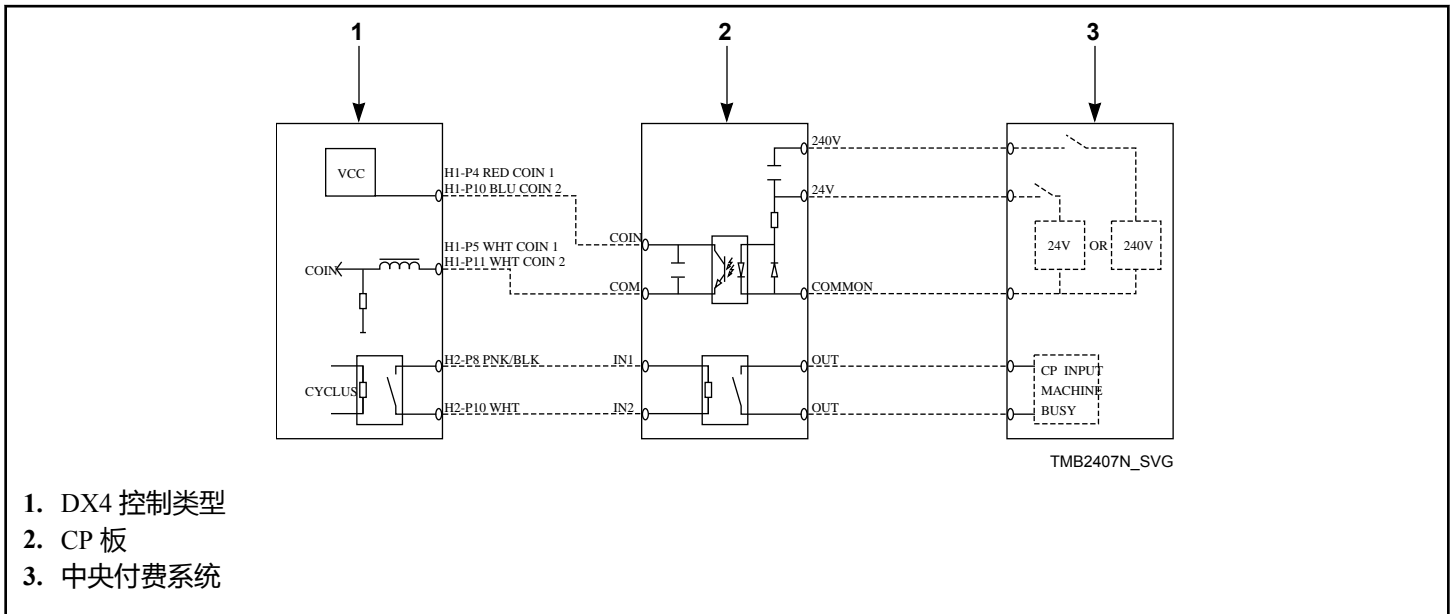 1
2
3
VCC
H1-P4 RED COIN 1
H1-P10 BLU COIN 2
COIN
H1-P5 WHT COIN 1
H1-P11 WHT COIN 2
CYCLUS
H2-P8 PNK/BLK
H2-P10 WHT
COIN
COM
IN1
IN2
240V
24V
COMMON
OUT
OUT
24V
OR
240V
CP INPUT
MACHINE
BUSY
TMB2407N_SVG
1. DX4 控制类型
2. CP 板
3. 中央付费系统